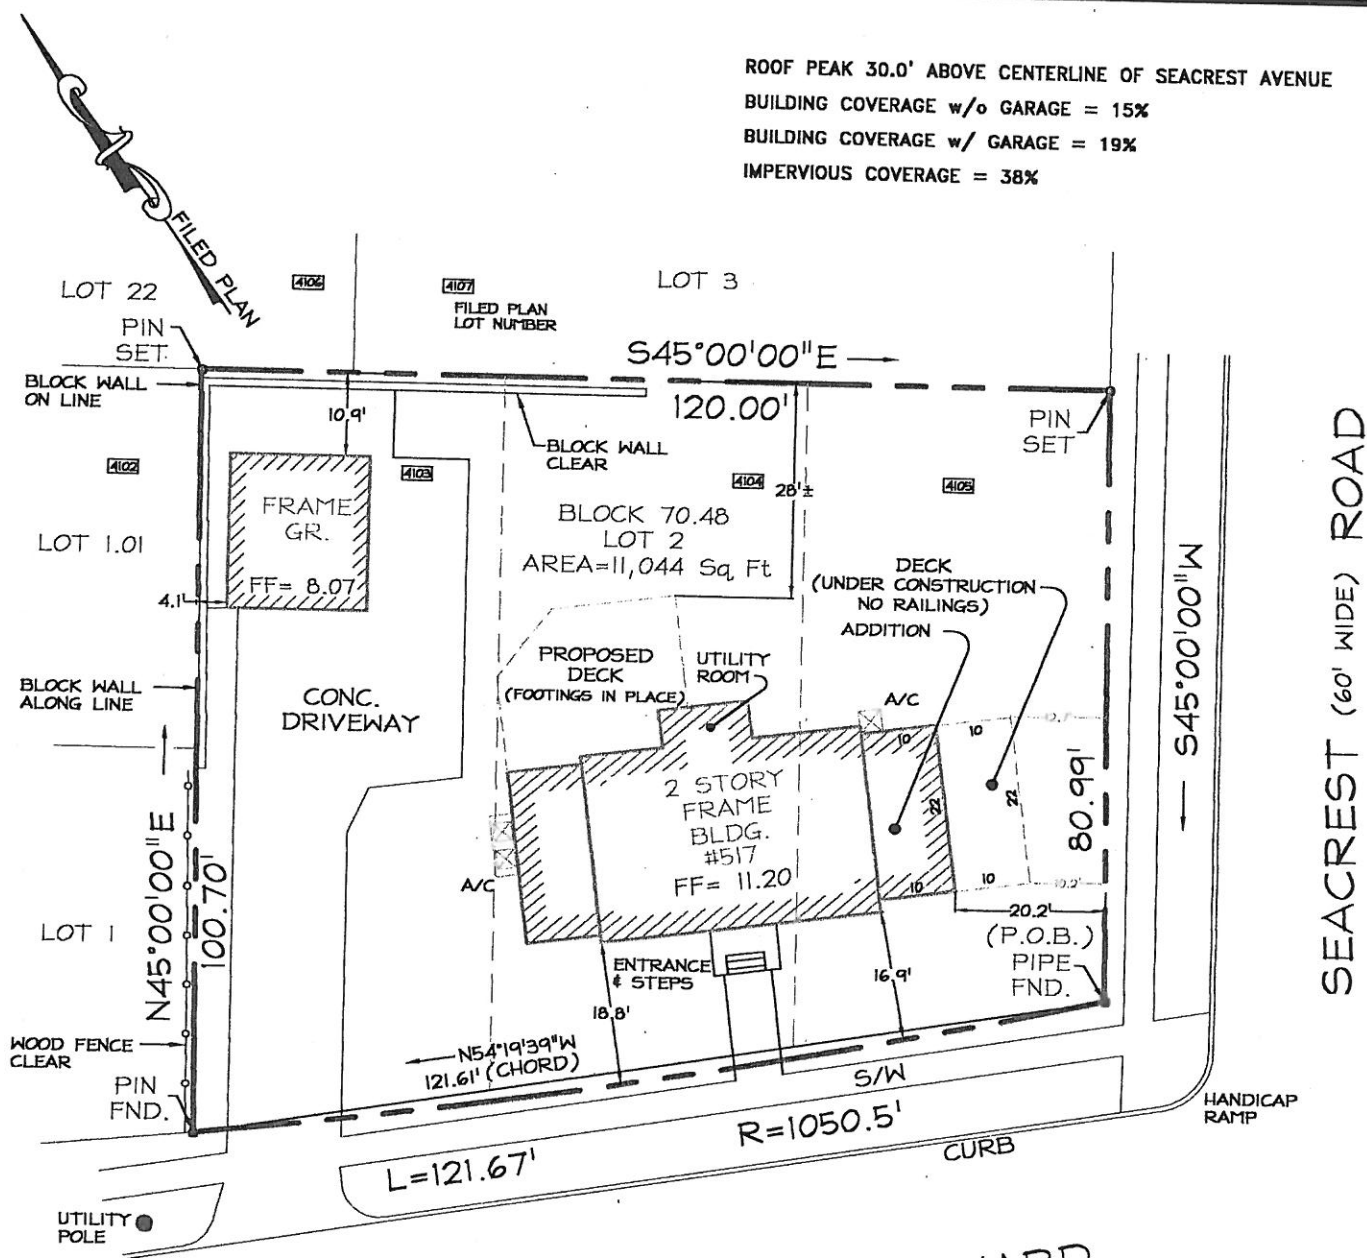 ROOF PEAK 30.0' ABOVE CENTERLINE OF SEACREST AVENUE
BUILDING COVERAGE w/o GARAGE = 15%
BUILDING COVERAGE w/ GARAGE = 19%
IMPERVIOUS COVERAGE = 38%
FILED PLAN
LOT 22
4106
4107
FILED PLAN
LOT NUMBER
LOT 3
PIN
SET
S45°00'00"E
120.00'
BLOCK WALL
ON LINE
10.9'
BLOCK WALL
CLEAR
PIN
SET
4102
4103
4104
4105
28'±
FRAME
GR.
FF= 8.07
LOT 1.01
BLOCK 70.48
LOT 2
AREA=11,044 Sq Ft
4.1'
DECK
(UNDER CONSTRUCTION
NO RAILINGS)
ADDITION
S45°00'00"W
SEACREST (60' WIDE) ROAD
PROPOSED
DECK
(FOOTINGS IN PLACE)
UTILITY
ROOM
A/C
BLOCK WALL
ALONG LINE
CONC.
DRIVEWAY
10
10
22
22
80.99'
2 STORY
FRAME
BLDG.
#517
FF= 11.20
A/C
10
10
10.2'
20.2'
(P.O.B.)
PIPE
FND.
N45°00'00"E
100.70'
LOT 1
ENTRANCE
& STEPS
18.8'
16.9'
WOOD FENCE
CLEAR
PIN
FND.
N54°19'39"W
121.61' (CHORD)
S/W
R=1050.5'
L=121.67'
CURB
HANDICAP
RAMP
UTILITY
POLE